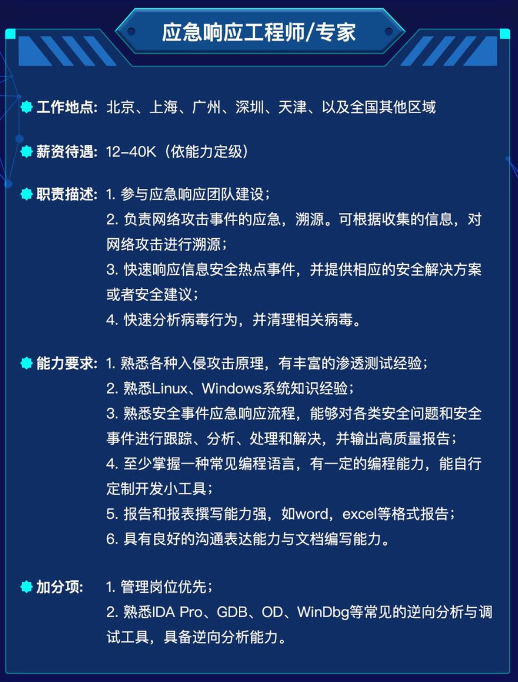 应急响应工程师/专家
工作地点: 北京、上海、广州、深圳、天津、以及全国其他区域
薪资待遇: 12-40K（依能力定级）
职责描述: 1. 参与应急响应团队建设；
2. 负责网络攻击事件的应急，溯源。可根据收集的信息，对
网络攻击进行溯源；
3. 快速响应信息安全热点事件，并提供相应的安全解决方案
或者安全建议；
4. 快速分析病毒行为，并清理相关病毒。
能力要求: 1. 熟悉各种入侵攻击原理，有丰富的渗透测试经验；
2. 熟悉Linux、Windows系统知识经验；
3. 熟悉安全事件应急响应流程，能够对各类安全问题和安全
事件进行跟踪、分析、处理和解决，并输出高质量报告；
4. 至少掌握一种常见编程语言，有一定的编程能力，能自行
定制开发小工具；
5. 报告和报表撰写能力强，如word，excel等格式报告；
6. 具有良好的沟通表达能力与文档编写能力。
加分项: 1. 管理岗位优先；
2. 熟悉IDA Pro、GDB、OD、WinDbg等常见的逆向分析与调
试工具，具备逆向分析能力。